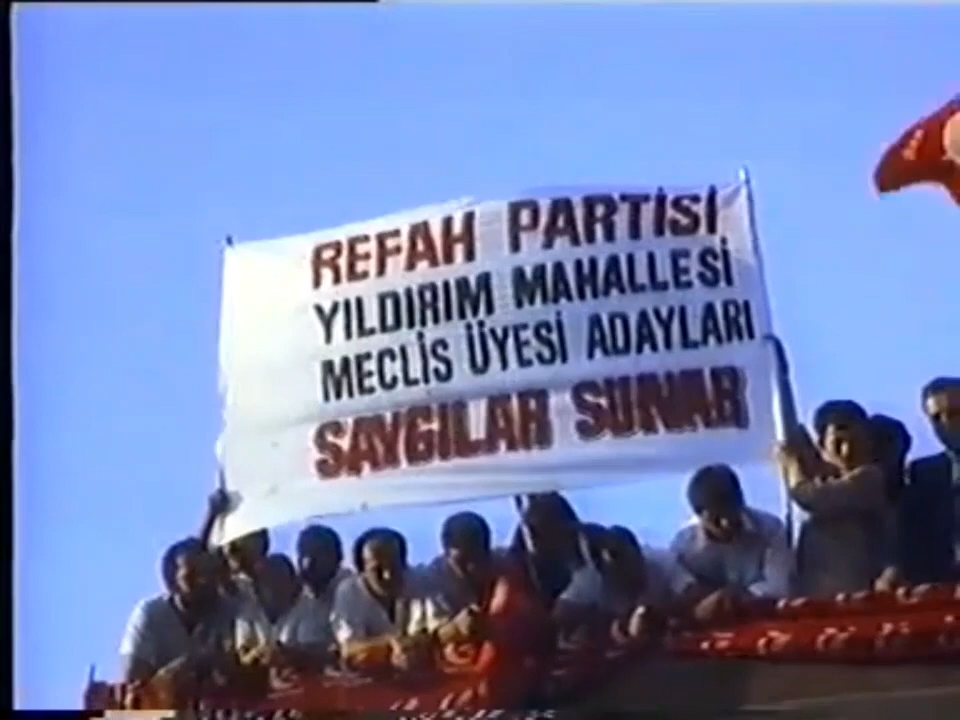 REFAH PARTİSİ
YILDIRIM MAHALLESİ
MECLİS ÜYESİ ADAYLARI
SAYGILAR SUNAR